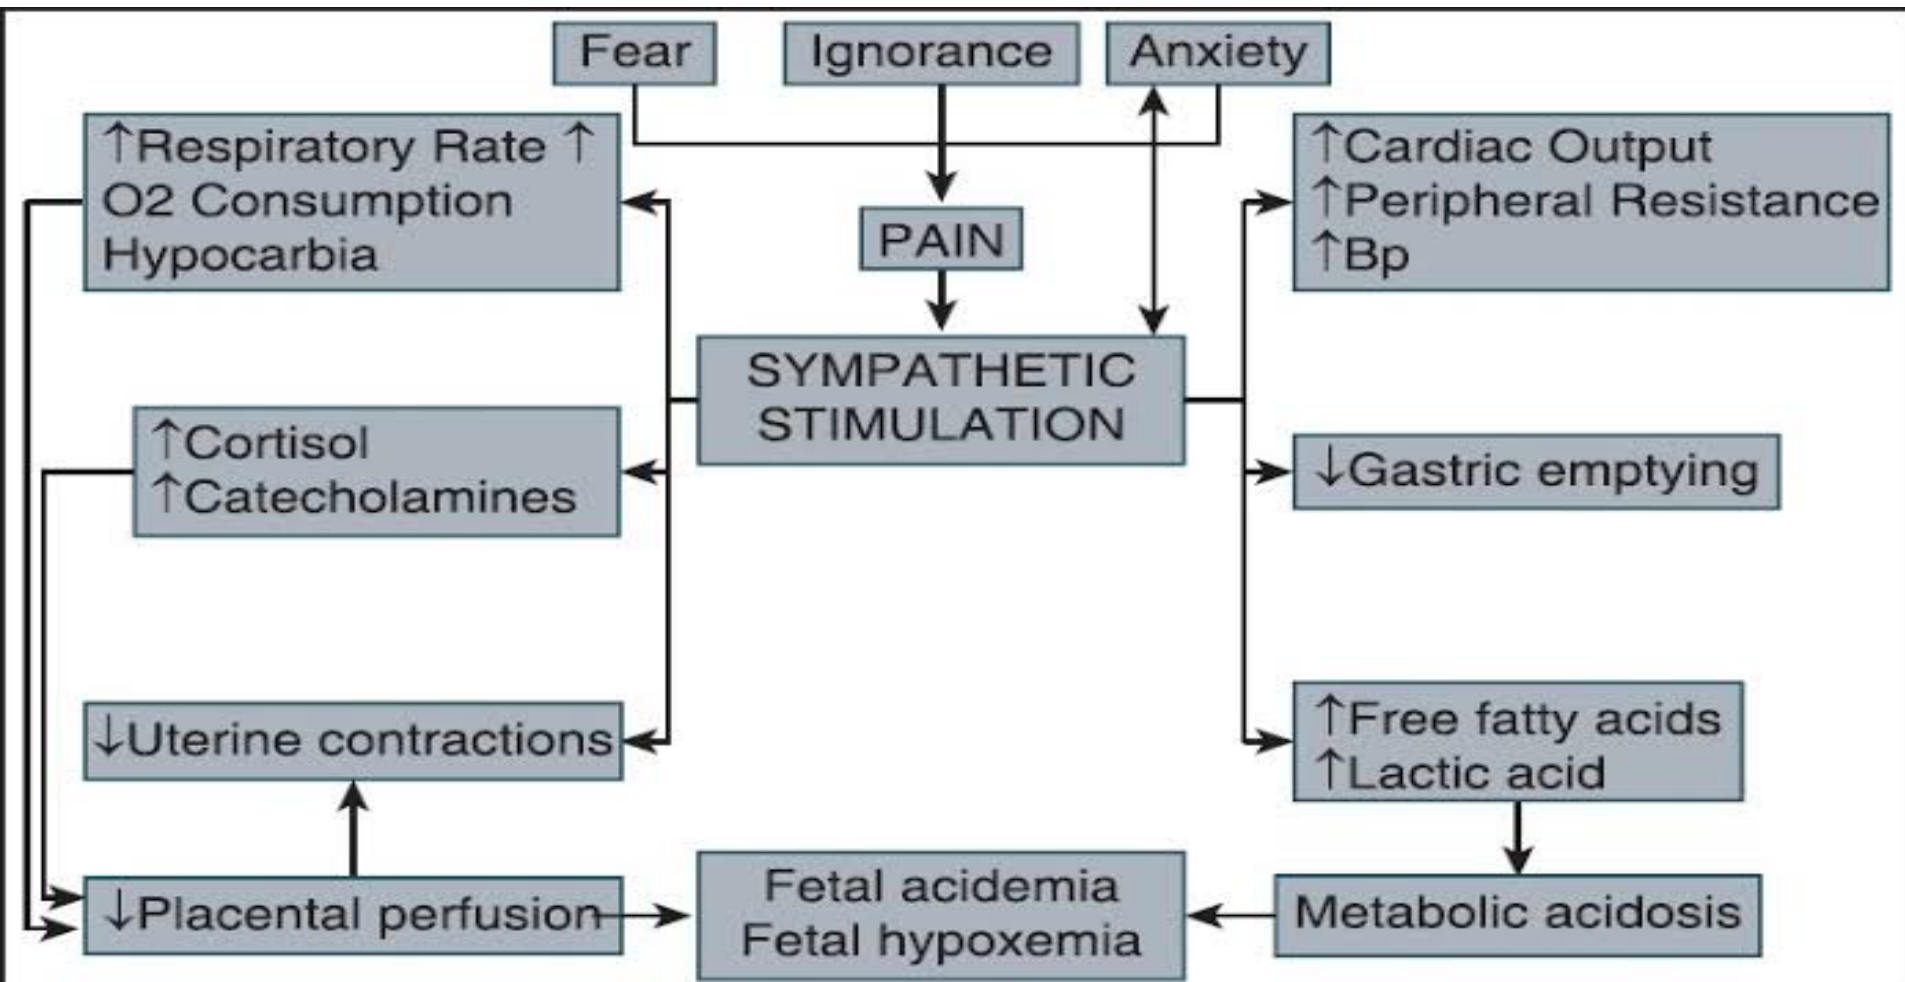 Fear
Ignorance
Anxiety
↑Respiratory Rate ↑
O2 Consumption
Hypocarbia
PAIN
↑Cardiac Output
↑Peripheral Resistance
↑Bp
SYMPATHETIC
STIMULATION
↑Cortisol
↑Catecholamines
↓Gastric emptying
↓Uterine contractions
↑Free fatty acids
↑Lactic acid
↓Placental perfusion
Fetal acidemia
Fetal hypoxemia
Metabolic acidosis